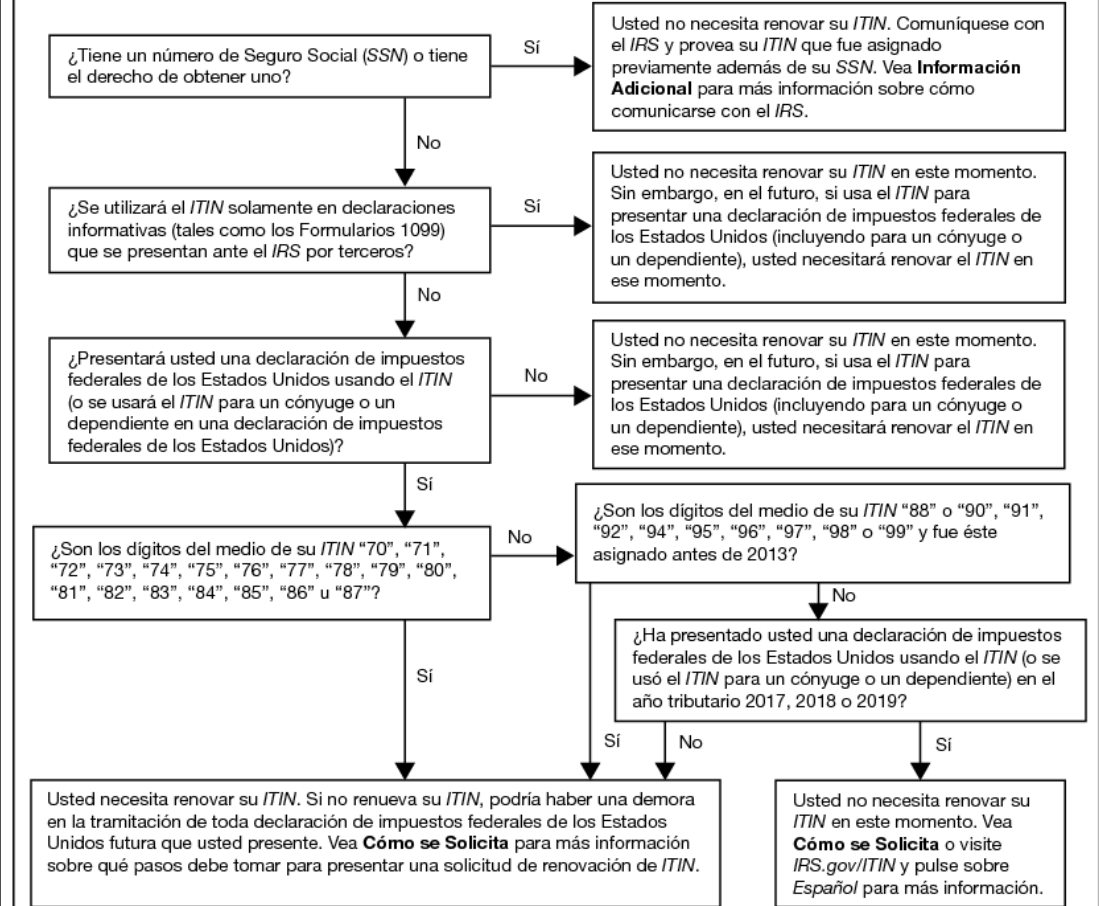 ¿Tiene un número de Seguro Social (SSN) o tiene
el derecho de obtener uno?
Sí
Usted no necesita renovar su ITIN. Comuníquese con
el IRS y provea su ITIN que fue asignado
previamente además de su SSN. Vea Información
Adicional para más información sobre cómo
comunicarse con el IRS.
No
¿Se utilizará el ITIN solamente en declaraciones
informativas (tales como los Formularios 1099)
que se presentan ante el IRS por terceros?
Sí
Usted no necesita renovar su ITIN en este momento.
Sin embargo, en el futuro, si usa el ITIN para
presentar una declaración de impuestos federales de
los Estados Unidos (incluyendo para un cónyuge o
un dependiente), usted necesitará renovar el ITIN en
ese momento.
No
¿Presentará usted una declaración de impuestos
federales de los Estados Unidos usando el ITIN
(o se usará el ITIN para un cónyuge o un
dependiente en una declaración de impuestos
federales de los Estados Unidos)?
No
Usted no necesita renovar su ITIN en este momento.
Sin embargo, en el futuro, si usa el ITIN para
presentar una declaración de impuestos federales de
los Estados Unidos (incluyendo para un cónyuge o
un dependiente), usted necesitará renovar el ITIN en
ese momento.
Sí
¿Son los dígitos del medio de su ITIN “70”, “71”,
“72”, “73”, “74”, “75”, “76”, “77”, “78”, “79”, “80”,
“81”, “82”, “83”, “84”, “85”, “86” u “87”?
No
¿Son los dígitos del medio de su ITIN “88” o “90”, “91”,
“92”, “94”, “95”, “96”, “97”, “98” o “99” y fue éste
asignado antes de 2013?
No
¿Ha presentado usted una declaración de impuestos
federales de los Estados Unidos usando el ITIN (o se
usó el ITIN para un cónyuge o un dependiente) en el
año tributario 2017, 2018 o 2019?
Sí
Sí
No
Sí
Usted necesita renovar su ITIN. Si no renueva su ITIN, podría haber una demora
en la tramitación de toda declaración de impuestos federales de los Estados
Unidos futura que usted presente. Vea Cómo se Solicita para más información
sobre qué pasos debe tomar para presentar una solicitud de renovación de ITIN.
Usted no necesita renovar su
ITIN en este momento. Vea
Cómo se Solicita o visite
IRS.gov/ITIN y pulse sobre
Español para más información.